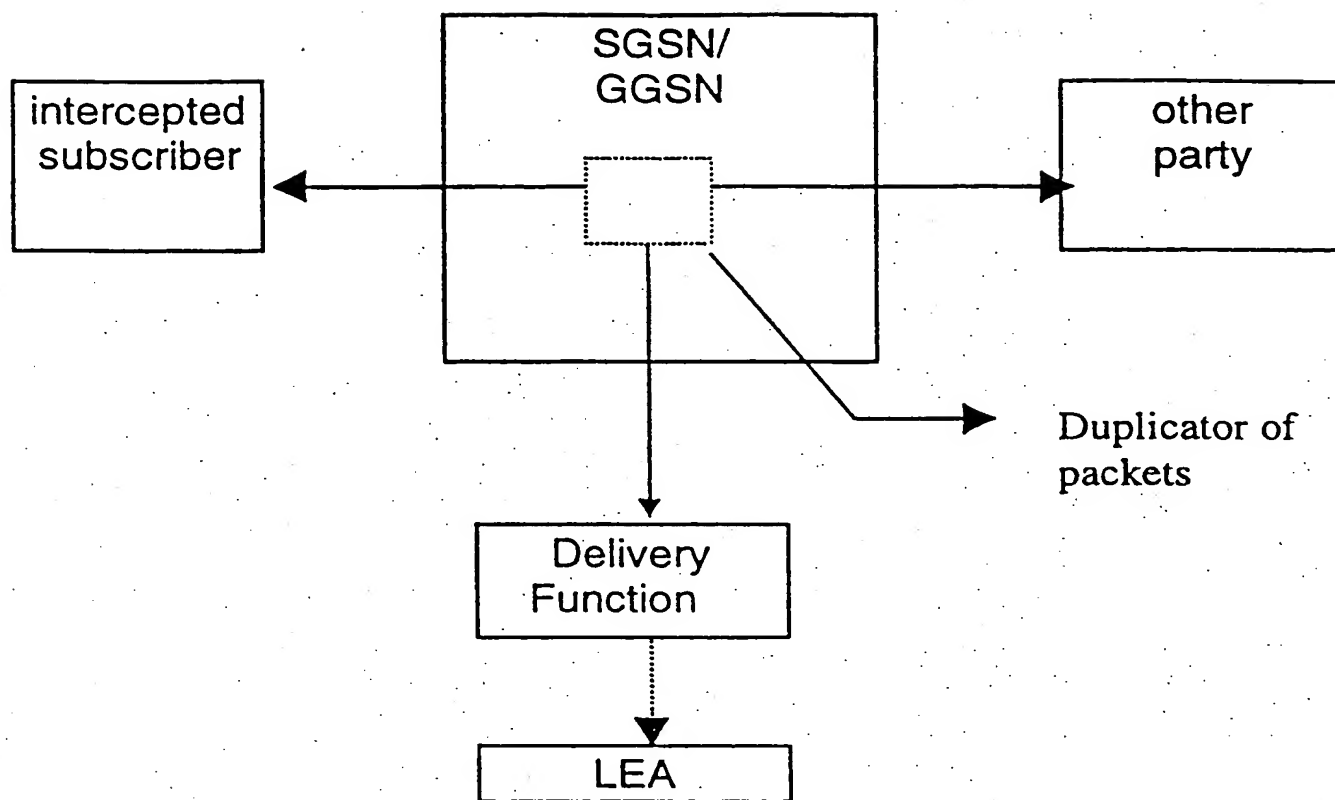 SGSN/
GGSN
intercepted
subscriber
other
party
Duplicator of
packets
Delivery
Function
LEA